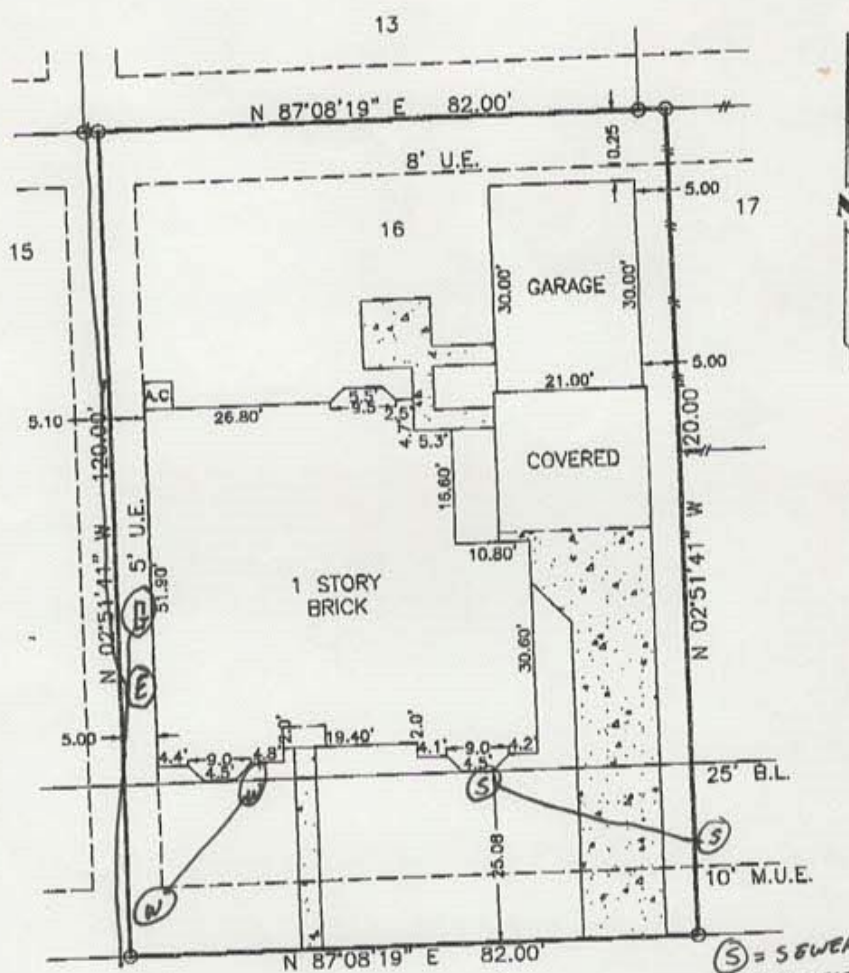 13
N 87°08'19" E 82.00'
8' U.E.
10.25
5.00
17
15
16
30.00'
GARAGE
30.00'
5.00
A.C
21.00'
5.10
26.80'
9.5'
2.5'
4.7'
5.3'
COVERED
N 02°51'41" W 120.00'
5' U.E.
51.90'
15.60'
10.80'
1 STORY
BRICK
N 02°51'41" W 120.00'
G
E
30.60'
5.00
4.4'
9.0
4.5'
4.8'
2.0'
19.40'
2.0'
4.1'
9.0
4.5'
4.2'
25' B.L.
W
S
S
25.08
10' M.U.E.
W
N 87°08'19" E 82.00'
S = SEWER